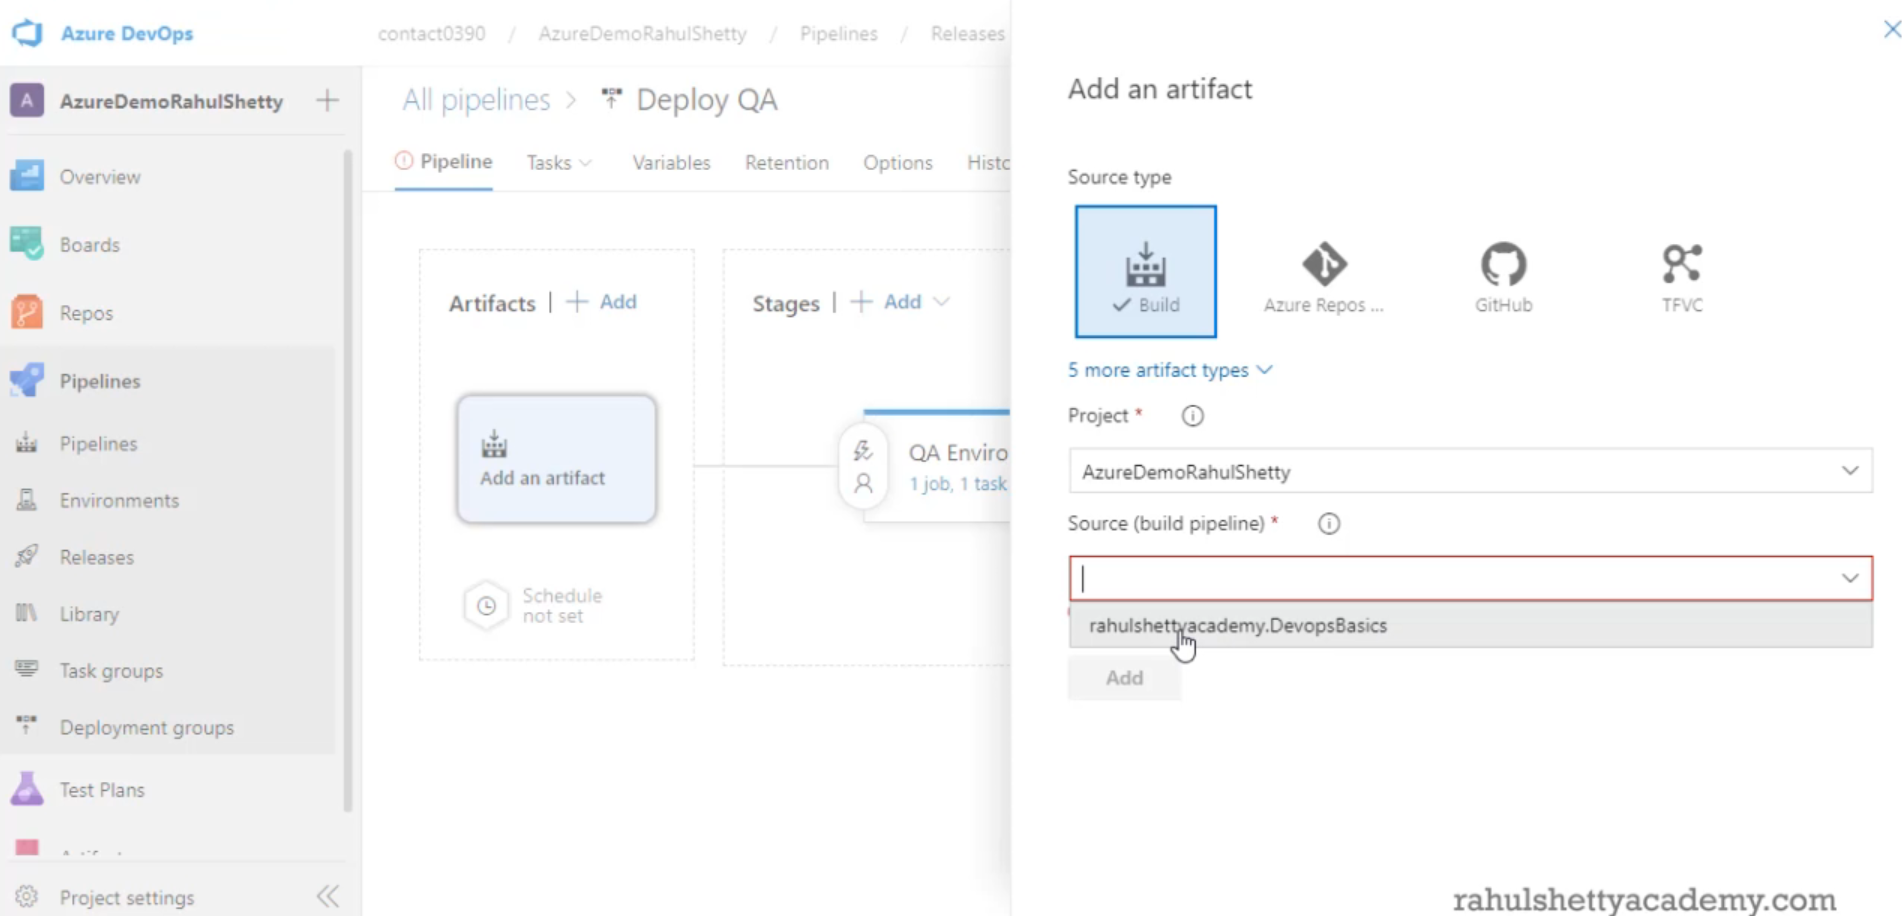 Azure DevOps
contact0390 / AzureDemoRahulShetty / Pipelines / Releases
A AzureDemoRahulShetty
Overview
Boards
Repos
Pipelines
Pipelines
Environments
Releases
Library
Task groups
Deployment groups
Test Plans
Project settings
All pipelines > Deploy QA
Pipeline Tasks Variables Retention Options Histo
Artifacts | + Add
Add an artifact
Schedule
not set
Stages | + Add
QA Enviro
1 job, 1 task
Add an artifact
Source type
Build
Azure Repos ...
GitHub
TFVC
5 more artifact types
Project *
AzureDemoRahulShetty
Source (build pipeline) *
rahulshettyacademy.DevopsBasics
Add
rahulshettyacademy.com